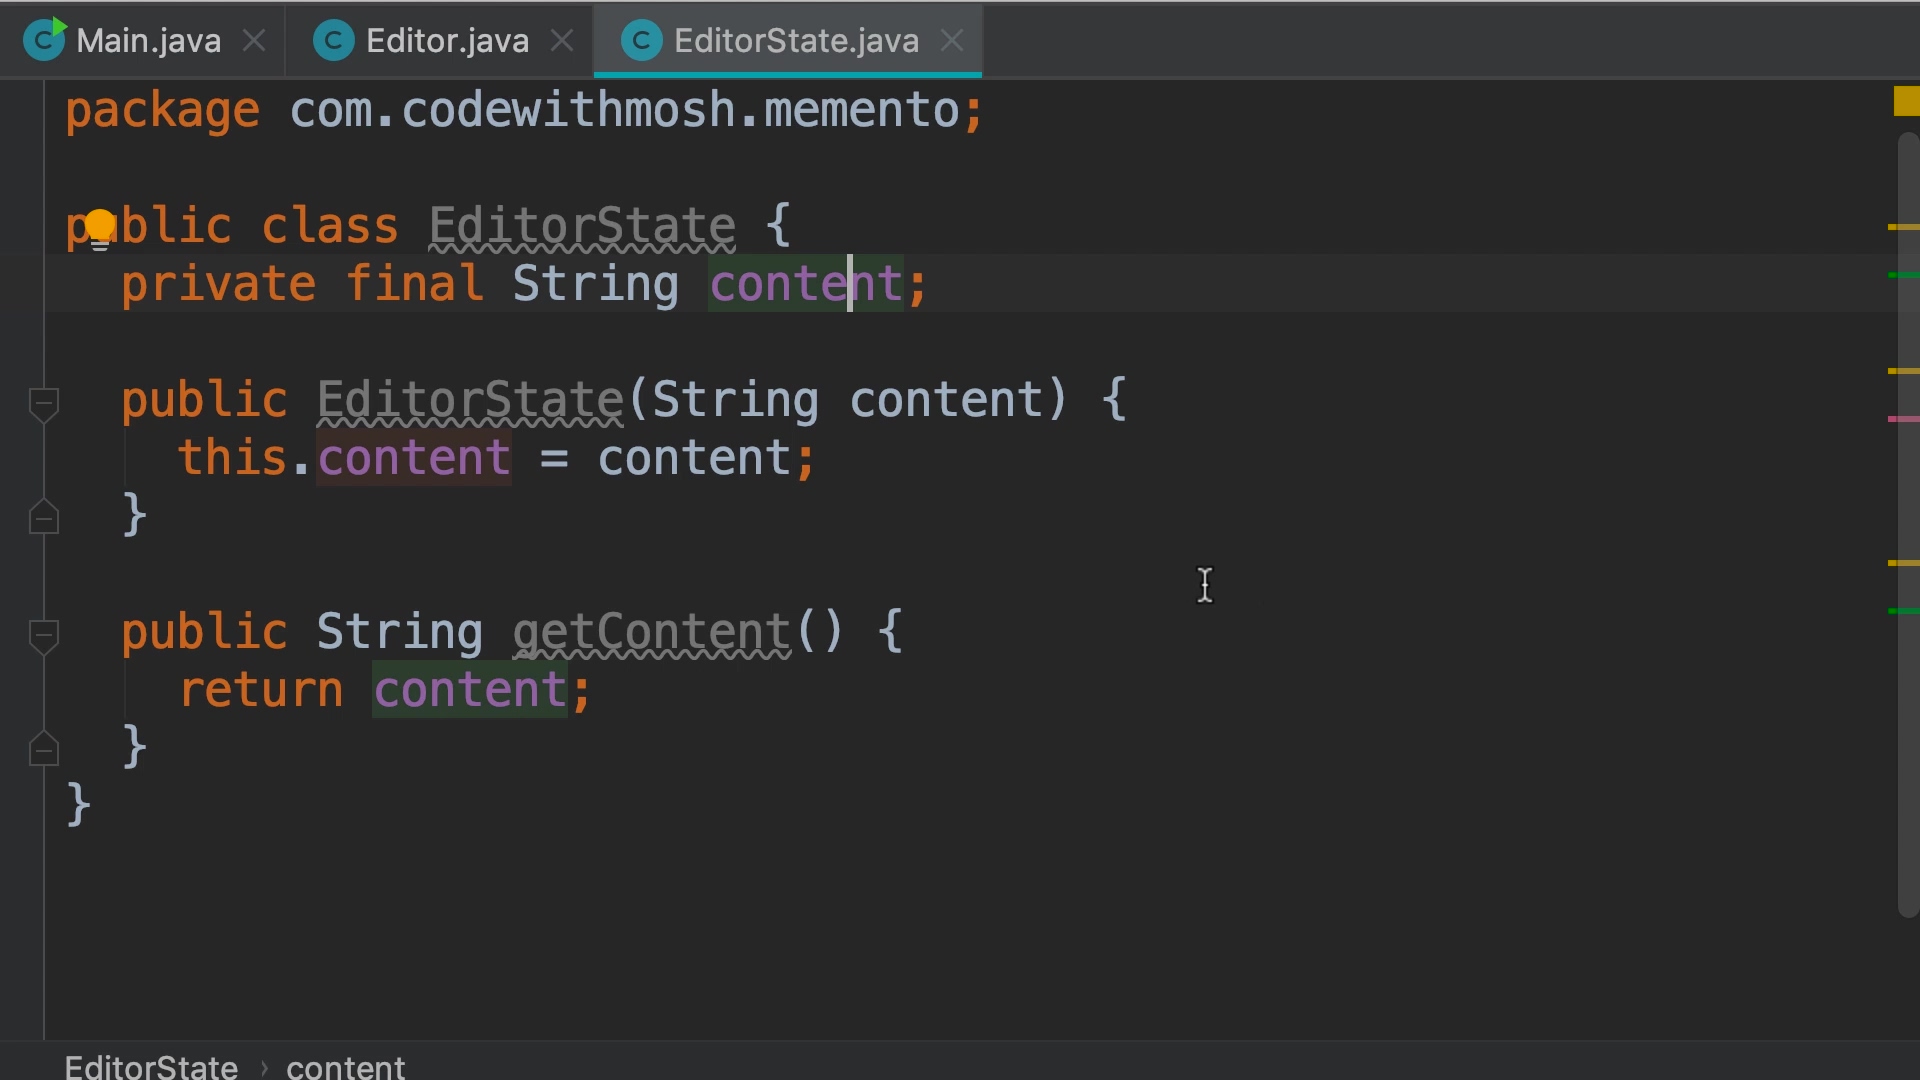 Main.java Editor.java EditorState.java
package com.codewithmosh.memento;
public class EditorState {
private final String content;
public EditorState(String content) {
this.content = content;
}
public String getContent() {
return content;
}
}
EditorState › content